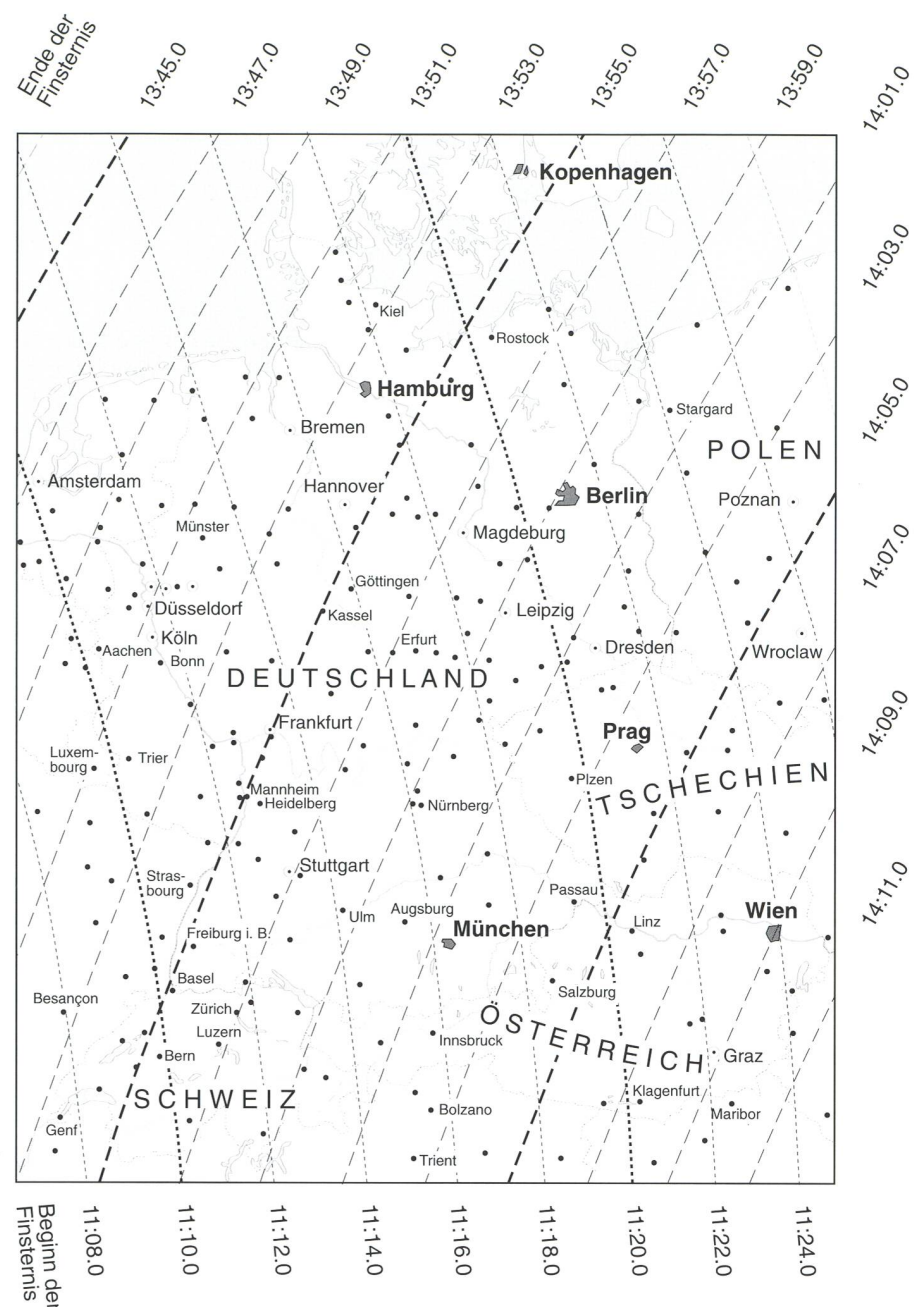 Ende der
Finsternis
13:45.0
13:47.0
13:49.0
13:51.0
13:53.0
13:55.0
13:57.0
13:59.0
14:01.0
Kopenhagen
14:03.0
Kiel
Rostock
Hamburg
Stargard
14:05.0
Bremen
POLEN
Amsterdam
Hannover
Berlin
Poznan
Münster
Magdeburg
14:07.0
Göttingen
Düsseldorf
Kassel
Leipzig
Köln
Erfurt
Aachen
Dresden
Wroclaw
Bonn
DEUTSCHLAND
14:09.0
Frankfurt
Prag
Luxem-
bourg
Trier
Plzen
TSCHECHIEN
Mannheim
Heidelberg
Nürnberg
14:11.0
Stuttgart
Stras-
bourg
Passau
Ulm
Augsburg
Wien
Linz
München
Freiburg i. B.
Basel
Salzburg
Besançon
Zürich
ÖSTERREICH
Luzern
Innsbruck
Bern
Graz
SCHWEIZ
Klagenfurt
Bolzano
Maribor
Genf
Trient
Beginn der
Finsternis
11:08.0
11:10.0
11:12.0
11:14.0
11:16.0
11:18.0
11:20.0
11:22.0
11:24.0